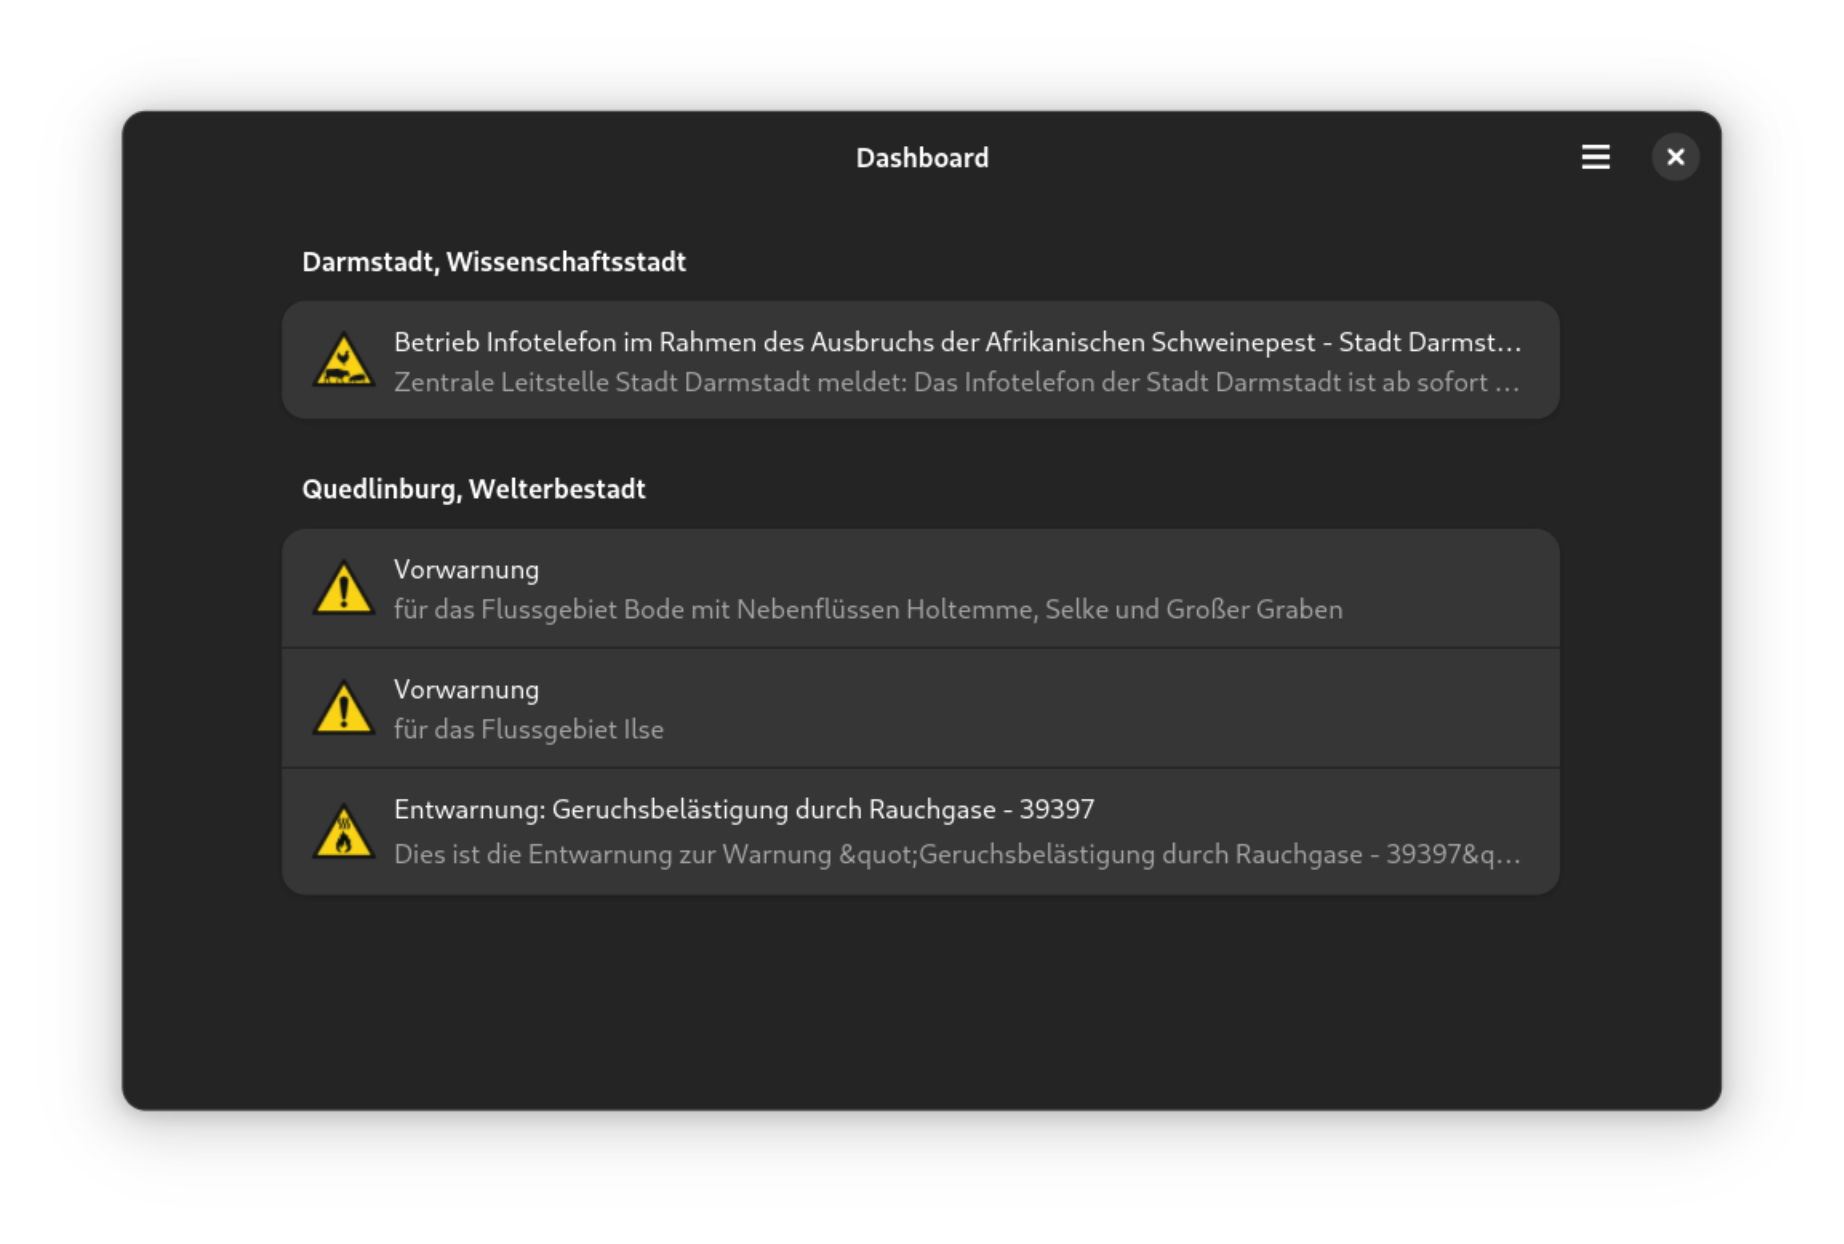 Dashboard
Darmstadt, Wissenschaftsstadt
Betrieb Infotelefon im Rahmen des Ausbruchs der Afrikanischen Schweinepest - Stadt Darmst…
Zentrale Leitstelle Stadt Darmstadt meldet: Das Infotelefon der Stadt Darmstadt ist ab sofort …
Quedlinburg, Welterbestadt
Vorwarnung
für das Flussgebiet Bode mit Nebenflüssen Holtemme, Selke und Großer Graben
Vorwarnung
für das Flussgebiet Ilse
Entwarnung: Geruchsbelästigung durch Rauchgase - 39397
Dies ist die Entwarnung zur Warnung &quot;Geruchsbelästigung durch Rauchgase - 39397&q…